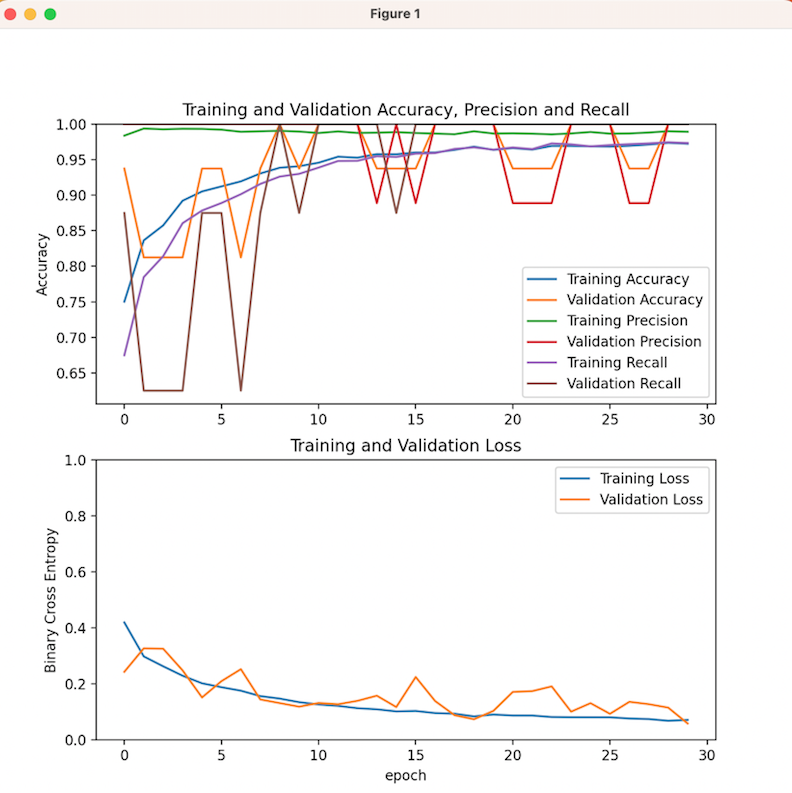 Figure 1
Training and Validation Accuracy, Precision and Recall
1.00
0.95
0.90
0.85
0.80
0.75
0.70
0.65
Accuracy
Training Accuracy
Validation Accuracy
Training Precision
Validation Precision
Training Recall
Validation Recall
0 5 10 15 20 25 30
Training and Validation Loss
1.0
0.8
0.6
0.4
0.2
0.0
Binary Cross Entropy
Training Loss
Validation Loss
0 5 10 15 20 25 30
epoch